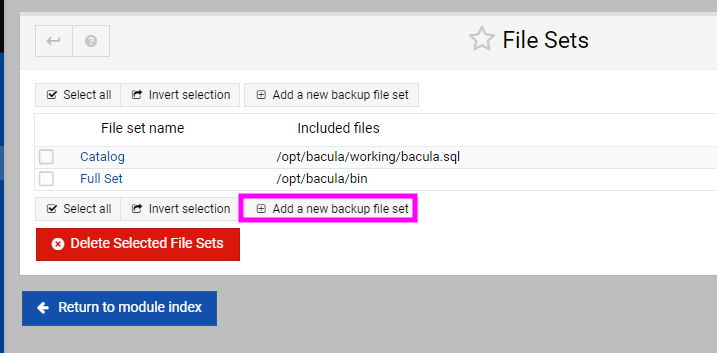 File Sets
Select all Invert selection Add a new backup file set
File set name Included files
Catalog /opt/bacula/working/bacula.sql
Full Set /opt/bacula/bin
Select all Invert selection Add a new backup file set
Delete Selected File Sets
Return to module index